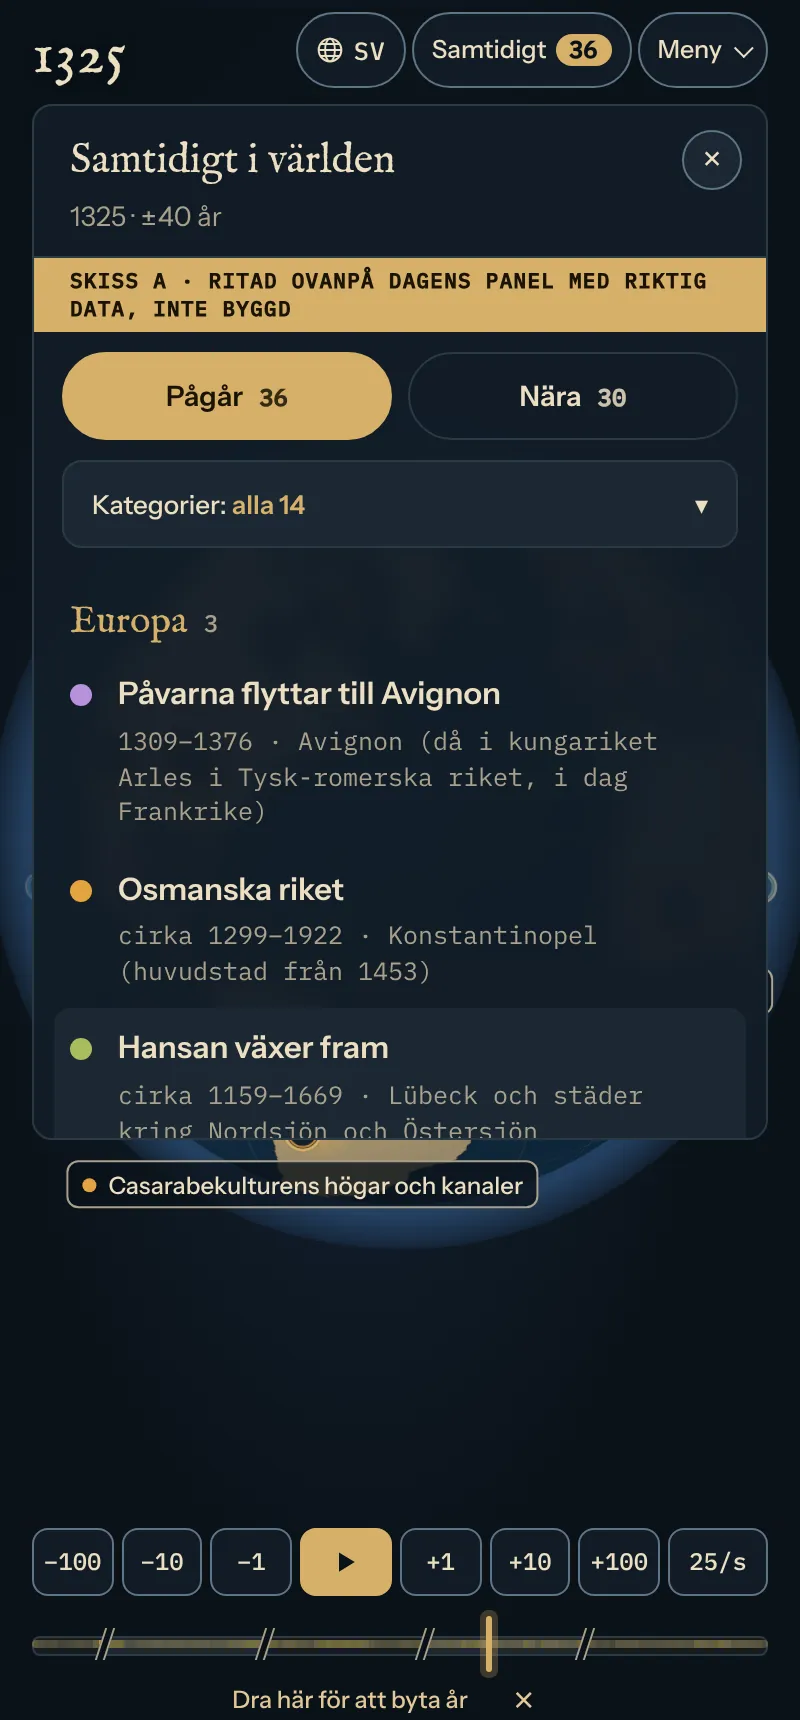 1325
SV
Samtidigt 36
Meny
Samtidigt i världen
1325 · ±40 år
SKISS A · RITAD OVANPÅ DAGENS PANEL MED RIKTIG
DATA, INTE BYGGD
Pågår 36
Nära 30
Kategorier: alla 14
Europa 3
Påvarna flyttar till Avignon
1309–1376 · Avignon (då i kungariket
Arles i Tysk-romerska riket, i dag
Frankrike)
Osmanska riket
cirka 1299–1922 · Konstantinopel
(huvudstad från 1453)
Hansan växer fram
cirka 1159–1669 · Lübeck och städer
kring Nordsjön och Östersjön
Casarabekulturens högar och kanaler
−100
−10
−1
+1
+10
+100
25/s
Dra här för att byta år